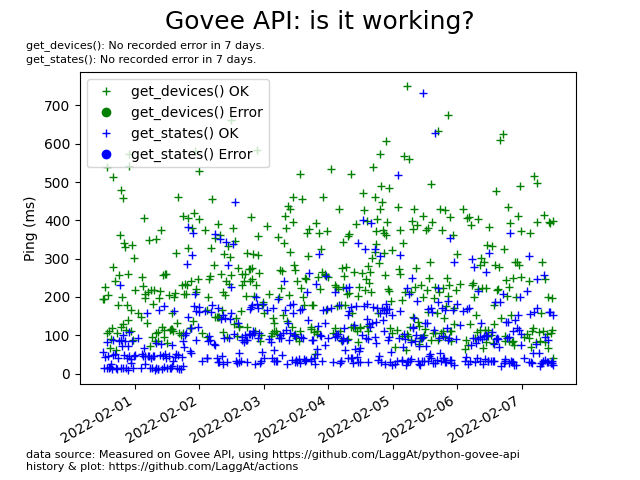 Govee API: is it working?
get_devices(): No recorded error in 7 days.
get_states(): No recorded error in 7 days.
get_devices() OK
get_devices() Error
get_states() OK
get_states() Error
Ping (ms)
700
600
500
400
300
200
100
0
2022-02-01
2022-02-02
2022-02-03
2022-02-04
2022-02-05
2022-02-06
2022-02-07
data source: Measured on Govee API, using https://github.com/LaggAt/python-govee-api
history & plot: https://github.com/LaggAt/actions